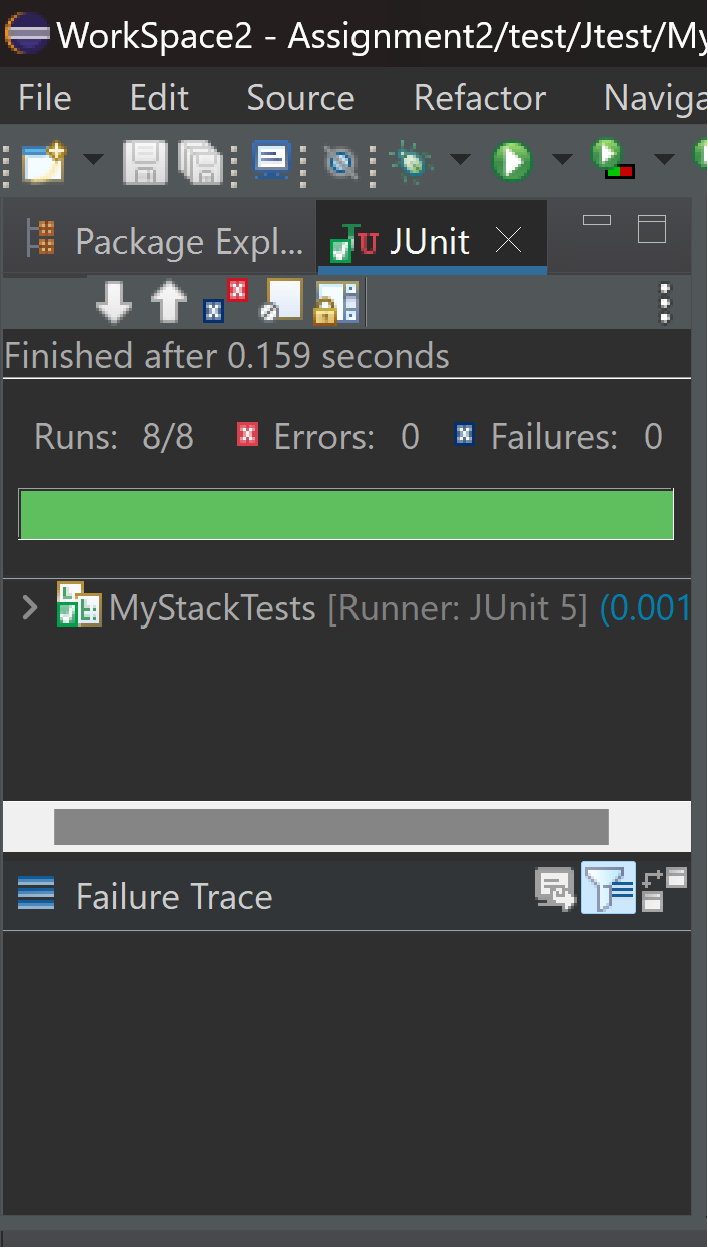 WorkSpace2 - Assignment2/test/Jtest/My
File Edit Source Refactor Naviga
Package Expl... JUnit
Finished after 0.159 seconds
Runs: 8/8 Errors: 0 Failures: 0
MyStackTests [Runner: JUnit 5] (0.001
Failure Trace